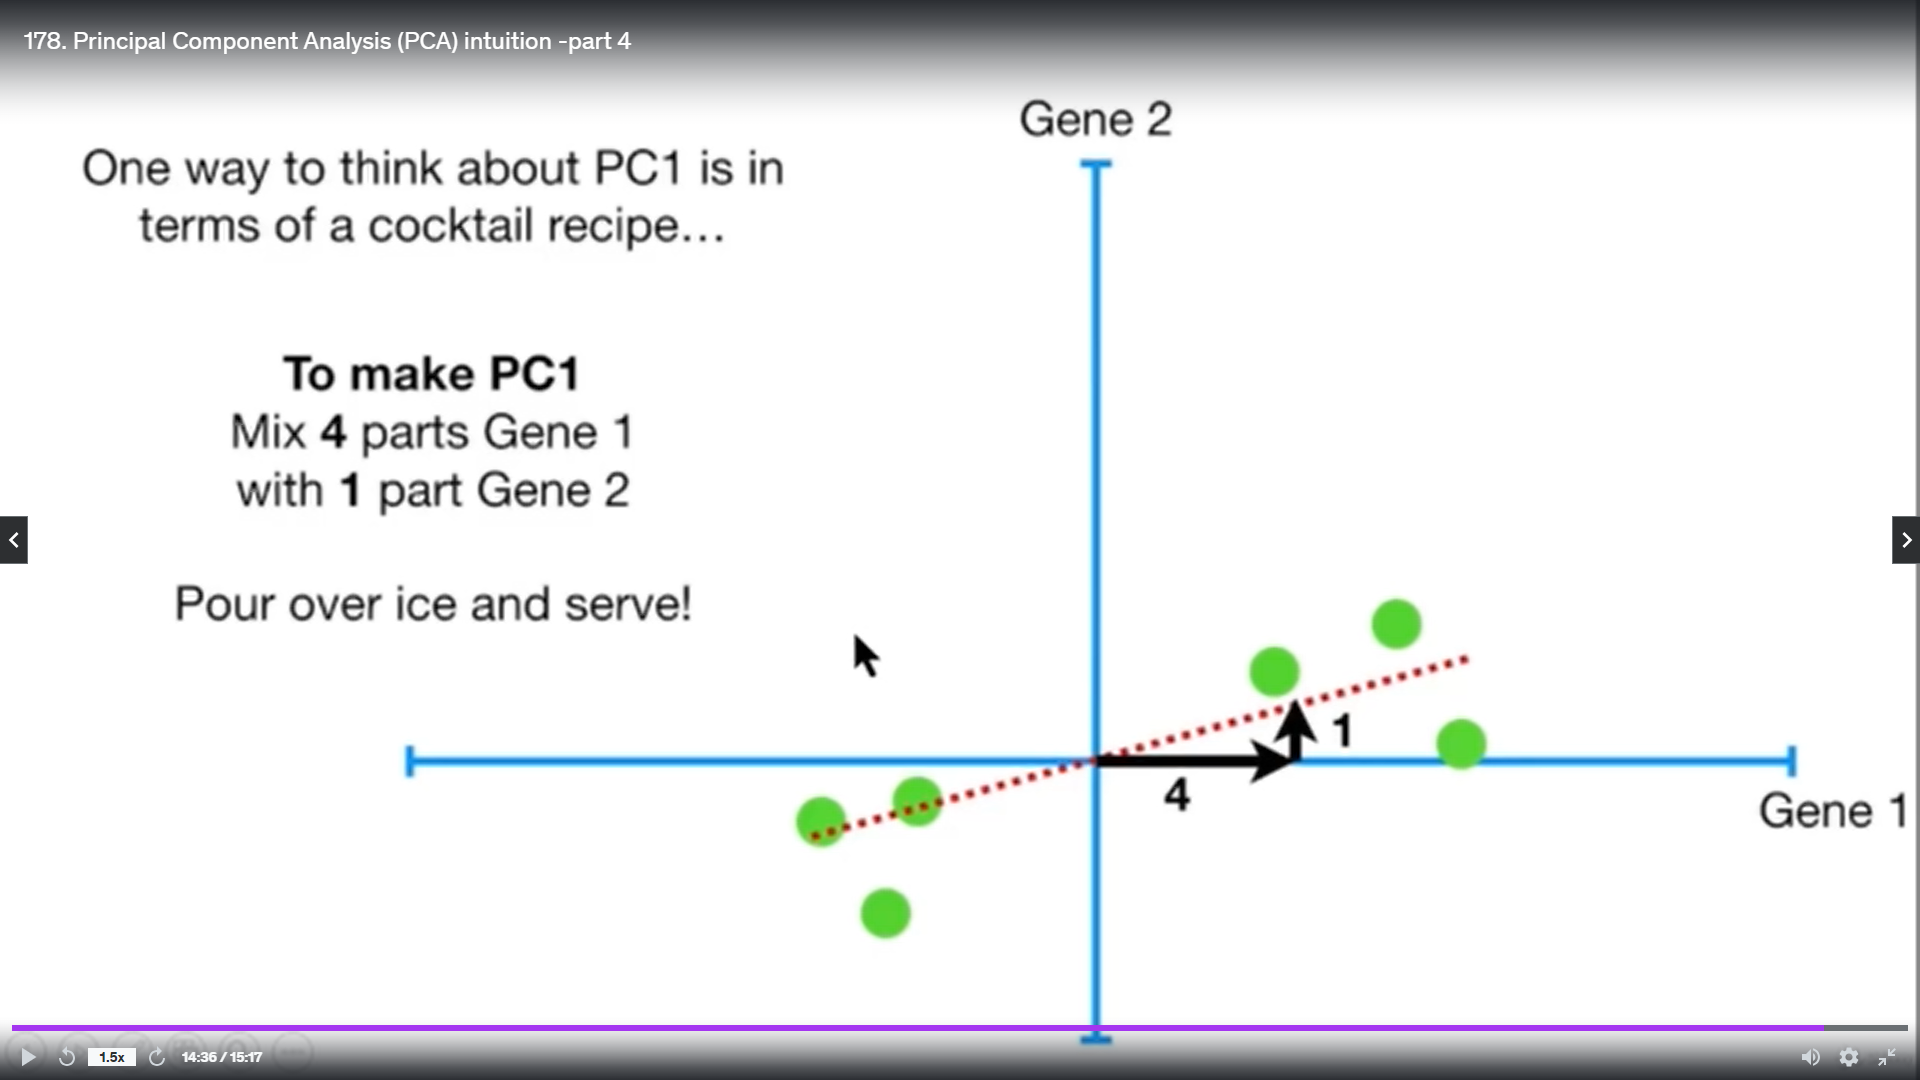 178. Principal Component Analysis (PCA) intuition -part 4
Gene 2
One way to think about PC1 is in
terms of a cocktail recipe…
To make PC1
Mix 4 parts Gene 1
with 1 part Gene 2
Pour over ice and serve!
1
4
Gene 1
1.5x
14:36 / 15:17